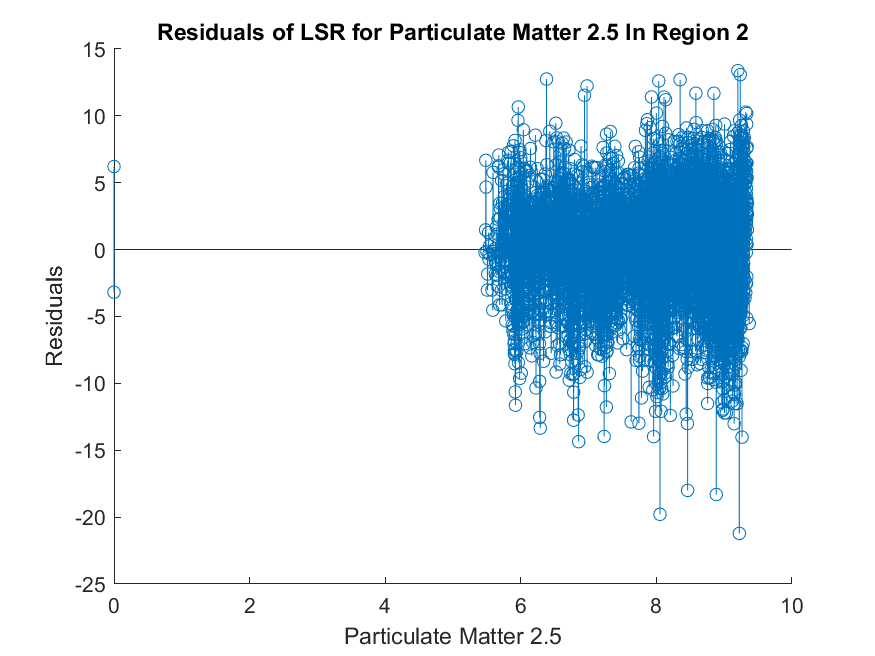 Residuals of LSR for Particulate Matter 2.5 In Region 2
15
10
5
0
-5
-10
-15
-20
-25
Residuals
0 2 4 6 8 10
Particulate Matter 2.5